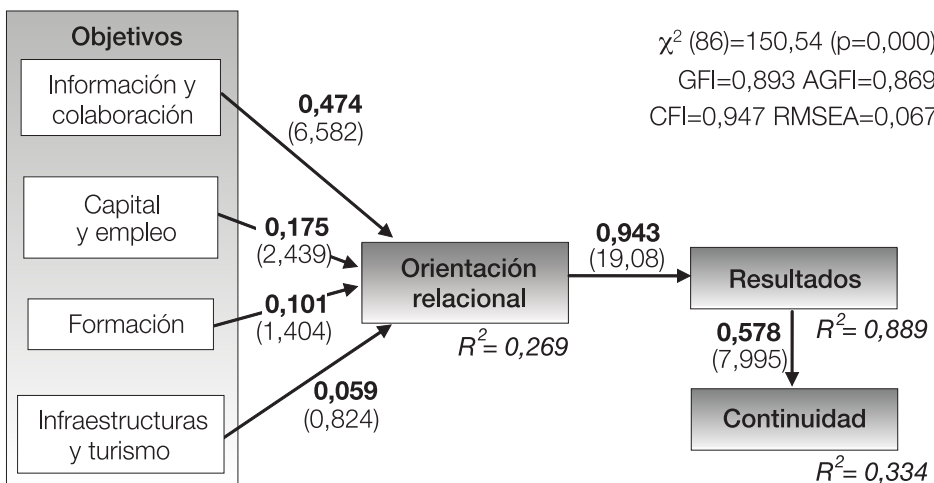 Objetivos
Información y
colaboración
Capital
y empleo
Formación
Infraestructuras
y turismo
0,474
(6,582)
0,175
(2,439)
0,101
(1,404)
0,059
(0,824)
Orientación
relacional
R²= 0,269
0,943
(19,08)
Resultados
R²= 0,889
0,578
(7,995)
Continuidad
R²= 0,334
χ² (86)=150,54 (p=0,000)
GFI=0,893 AGFI=0,869
CFI=0,947 RMSEA=0,067